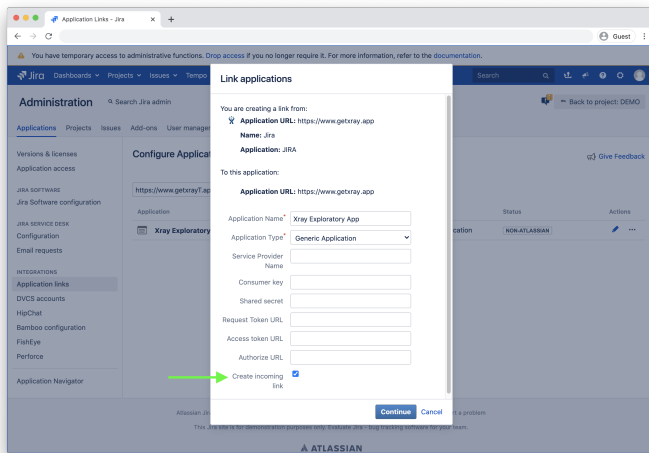 Application Links - Jira
Guest
You have temporary access to administrative functions. Drop access if you no longer require it. For more information, refer to the documentation.
Jira Dashboards Projects Issues Tempo Search
Administration Search Jira admin Back to project: DEMO
Applications Projects Issues Add-ons User manager
Versions & licenses
Application access
JIRA SOFTWARE
Jira Software configuration
JIRA SERVICE DESK
Configuration
Email requests
INTEGRATIONS
Application links
DVCS accounts
HipChat
Bamboo configuration
FishEye
Perforce
Application Navigator
Configure Applicat
Give Feedback
https://www.getxrayT.ap
Application Status Actions
Xray Exploratory cation NON-ATLASSIAN
Link applications
You are creating a link from:
Application URL: https://www.getxray.app
Name: Jira
Application: JIRA
To this application:
Application URL: https://www.getxray.app
Application Name* Xray Exploratory App
Application Type* Generic Application
Service Provider
Name
Consumer key
Shared secret
Request Token URL
Access token URL
Authorize URL
Create incoming
link
Continue Cancel
Atlassian Jir rt a problem
This Jira site is for demonstration purposes only. Evaluate Jira - bug tracking software for your team.
ATLASSIAN